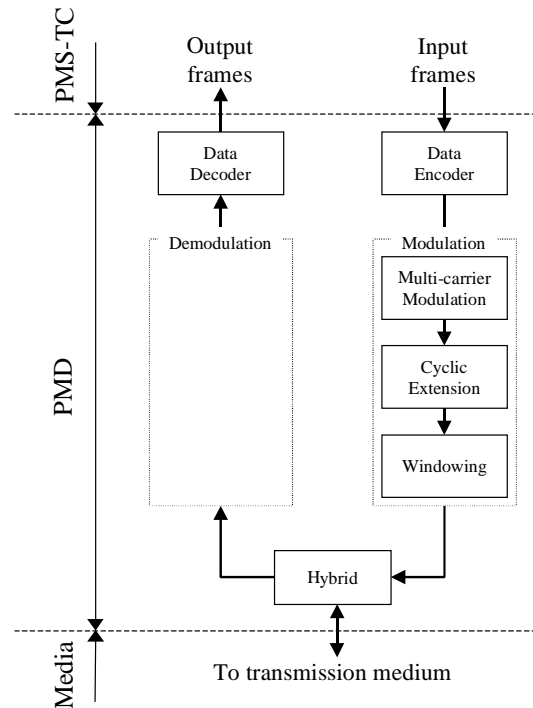 PMS-TC
Output
frames
Input
frames
PMD
Data
Decoder
Data
Encoder
Demodulation
Modulation
Multi-carrier
Modulation
Cyclic
Extension
Windowing
Hybrid
Media
To transmission medium